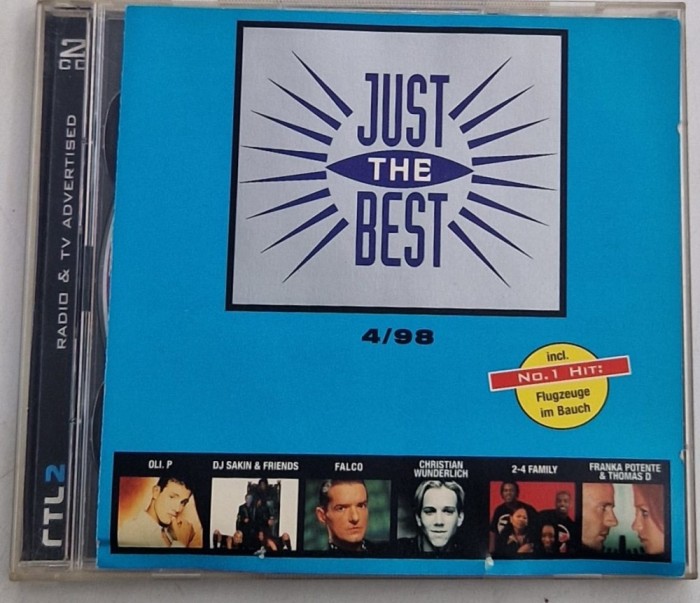 2
RADIO & TV ADVERTISED
RTL2
JUST
THE
BEST
4/98
incl.
No.1 HIT:
Flugzeuge
im Bauch
OLI. P
DJ SAKIN & FRIENDS
FALCO
CHRISTIAN
WUNDERLICH
2-4 FAMILY
FRANKA POTENTE
& THOMAS D